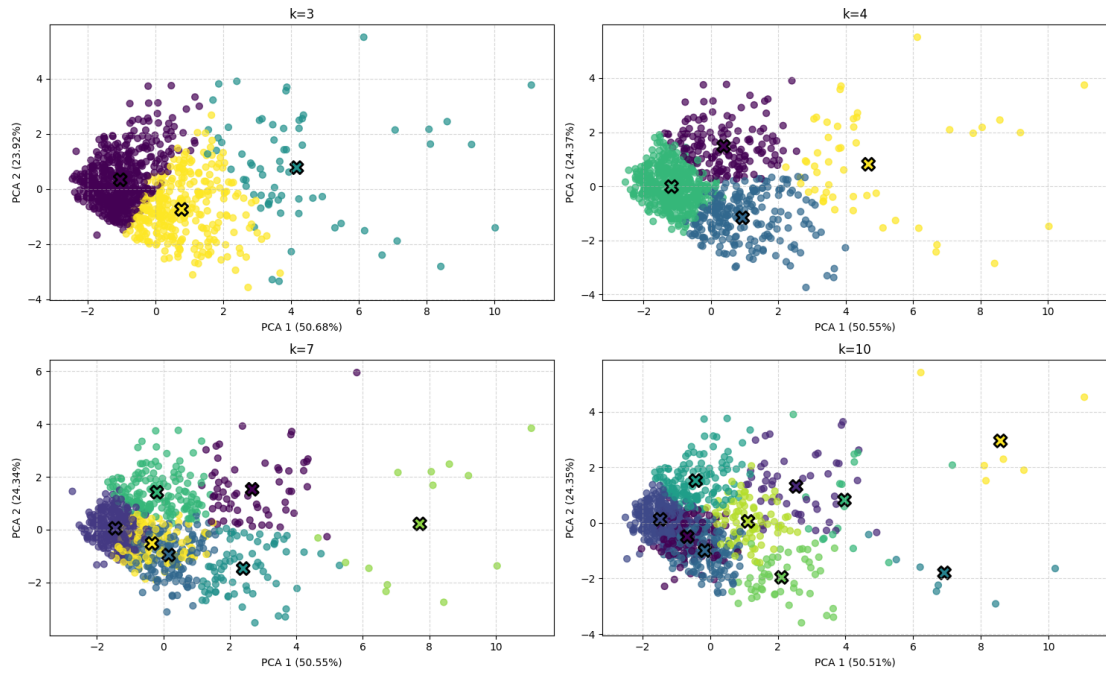 k=3
4
2
0
−2
−4
PCA 2 (23.92%)
−2 0 2 4 6 8 10
PCA 1 (50.68%)
k=4
4
2
0
−2
−4
PCA 2 (24.37%)
−2 0 2 4 6 8 10
PCA 1 (50.55%)
k=7
6
4
2
0
−2
PCA 2 (24.34%)
−2 0 2 4 6 8 10
PCA 1 (50.55%)
k=10
4
2
0
−2
−4
PCA 2 (24.35%)
−2 0 2 4 6 8 10
PCA 1 (50.51%)